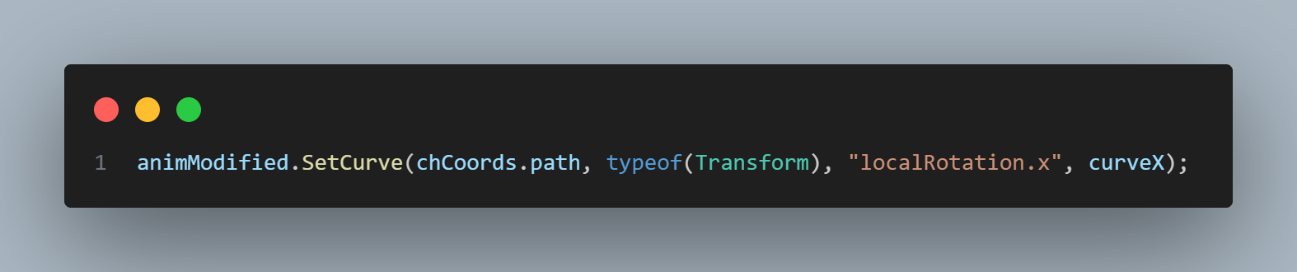 1 animModified.SetCurve(chCoords.path, typeof(Transform), "localRotation.x", curveX);